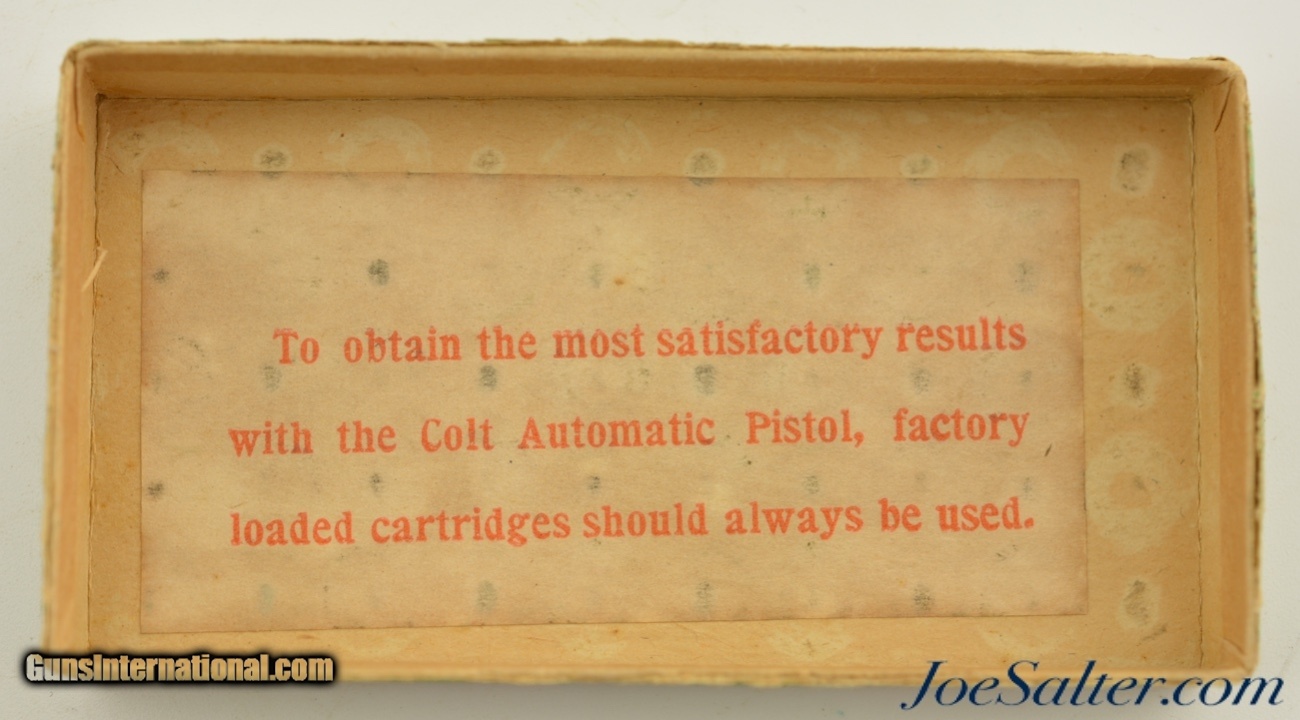 To obtain the most satisfactory results
with the Colt Automatic Pistol, factory
loaded cartridges should always be used.
GunsInternational.com
JoeSalter.com